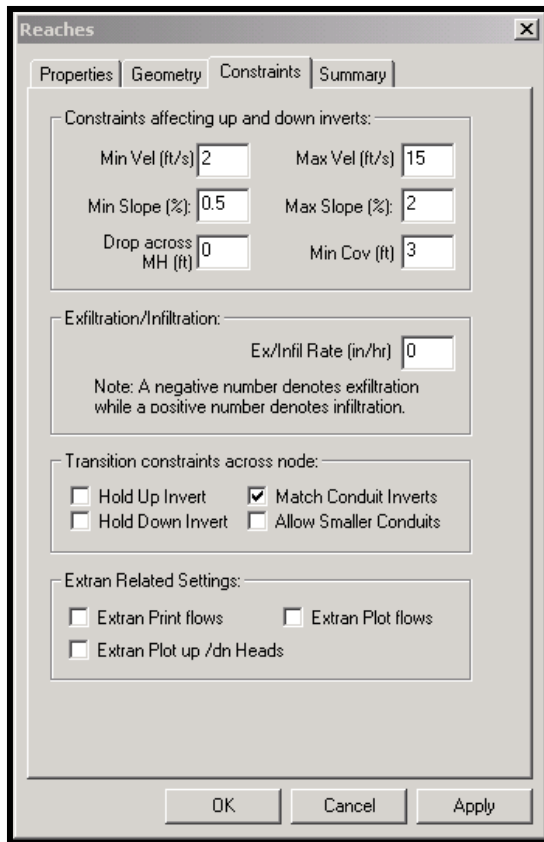 Reaches
Properties Geometry Constraints Summary
Constraints affecting up and down inverts:
Min Vel (ft/s) 2 Max Vel (ft/s) 15
Min Slope (%): 0.5 Max Slope (%): 2
Drop across
MH (ft) 0 Min Cov (ft) 3
Exfiltration/Infiltration:
Ex/Infil Rate (in/hr) 0
Note: A negative number denotes exfiltration
while a positive number denotes infiltration.
Transition constraints across node:
Hold Up Invert Match Conduit Inverts
Hold Down Invert Allow Smaller Conduits
Extran Related Settings:
Extran Print flows Extran Plot flows
Extran Plot up /dn Heads
OK Cancel Apply